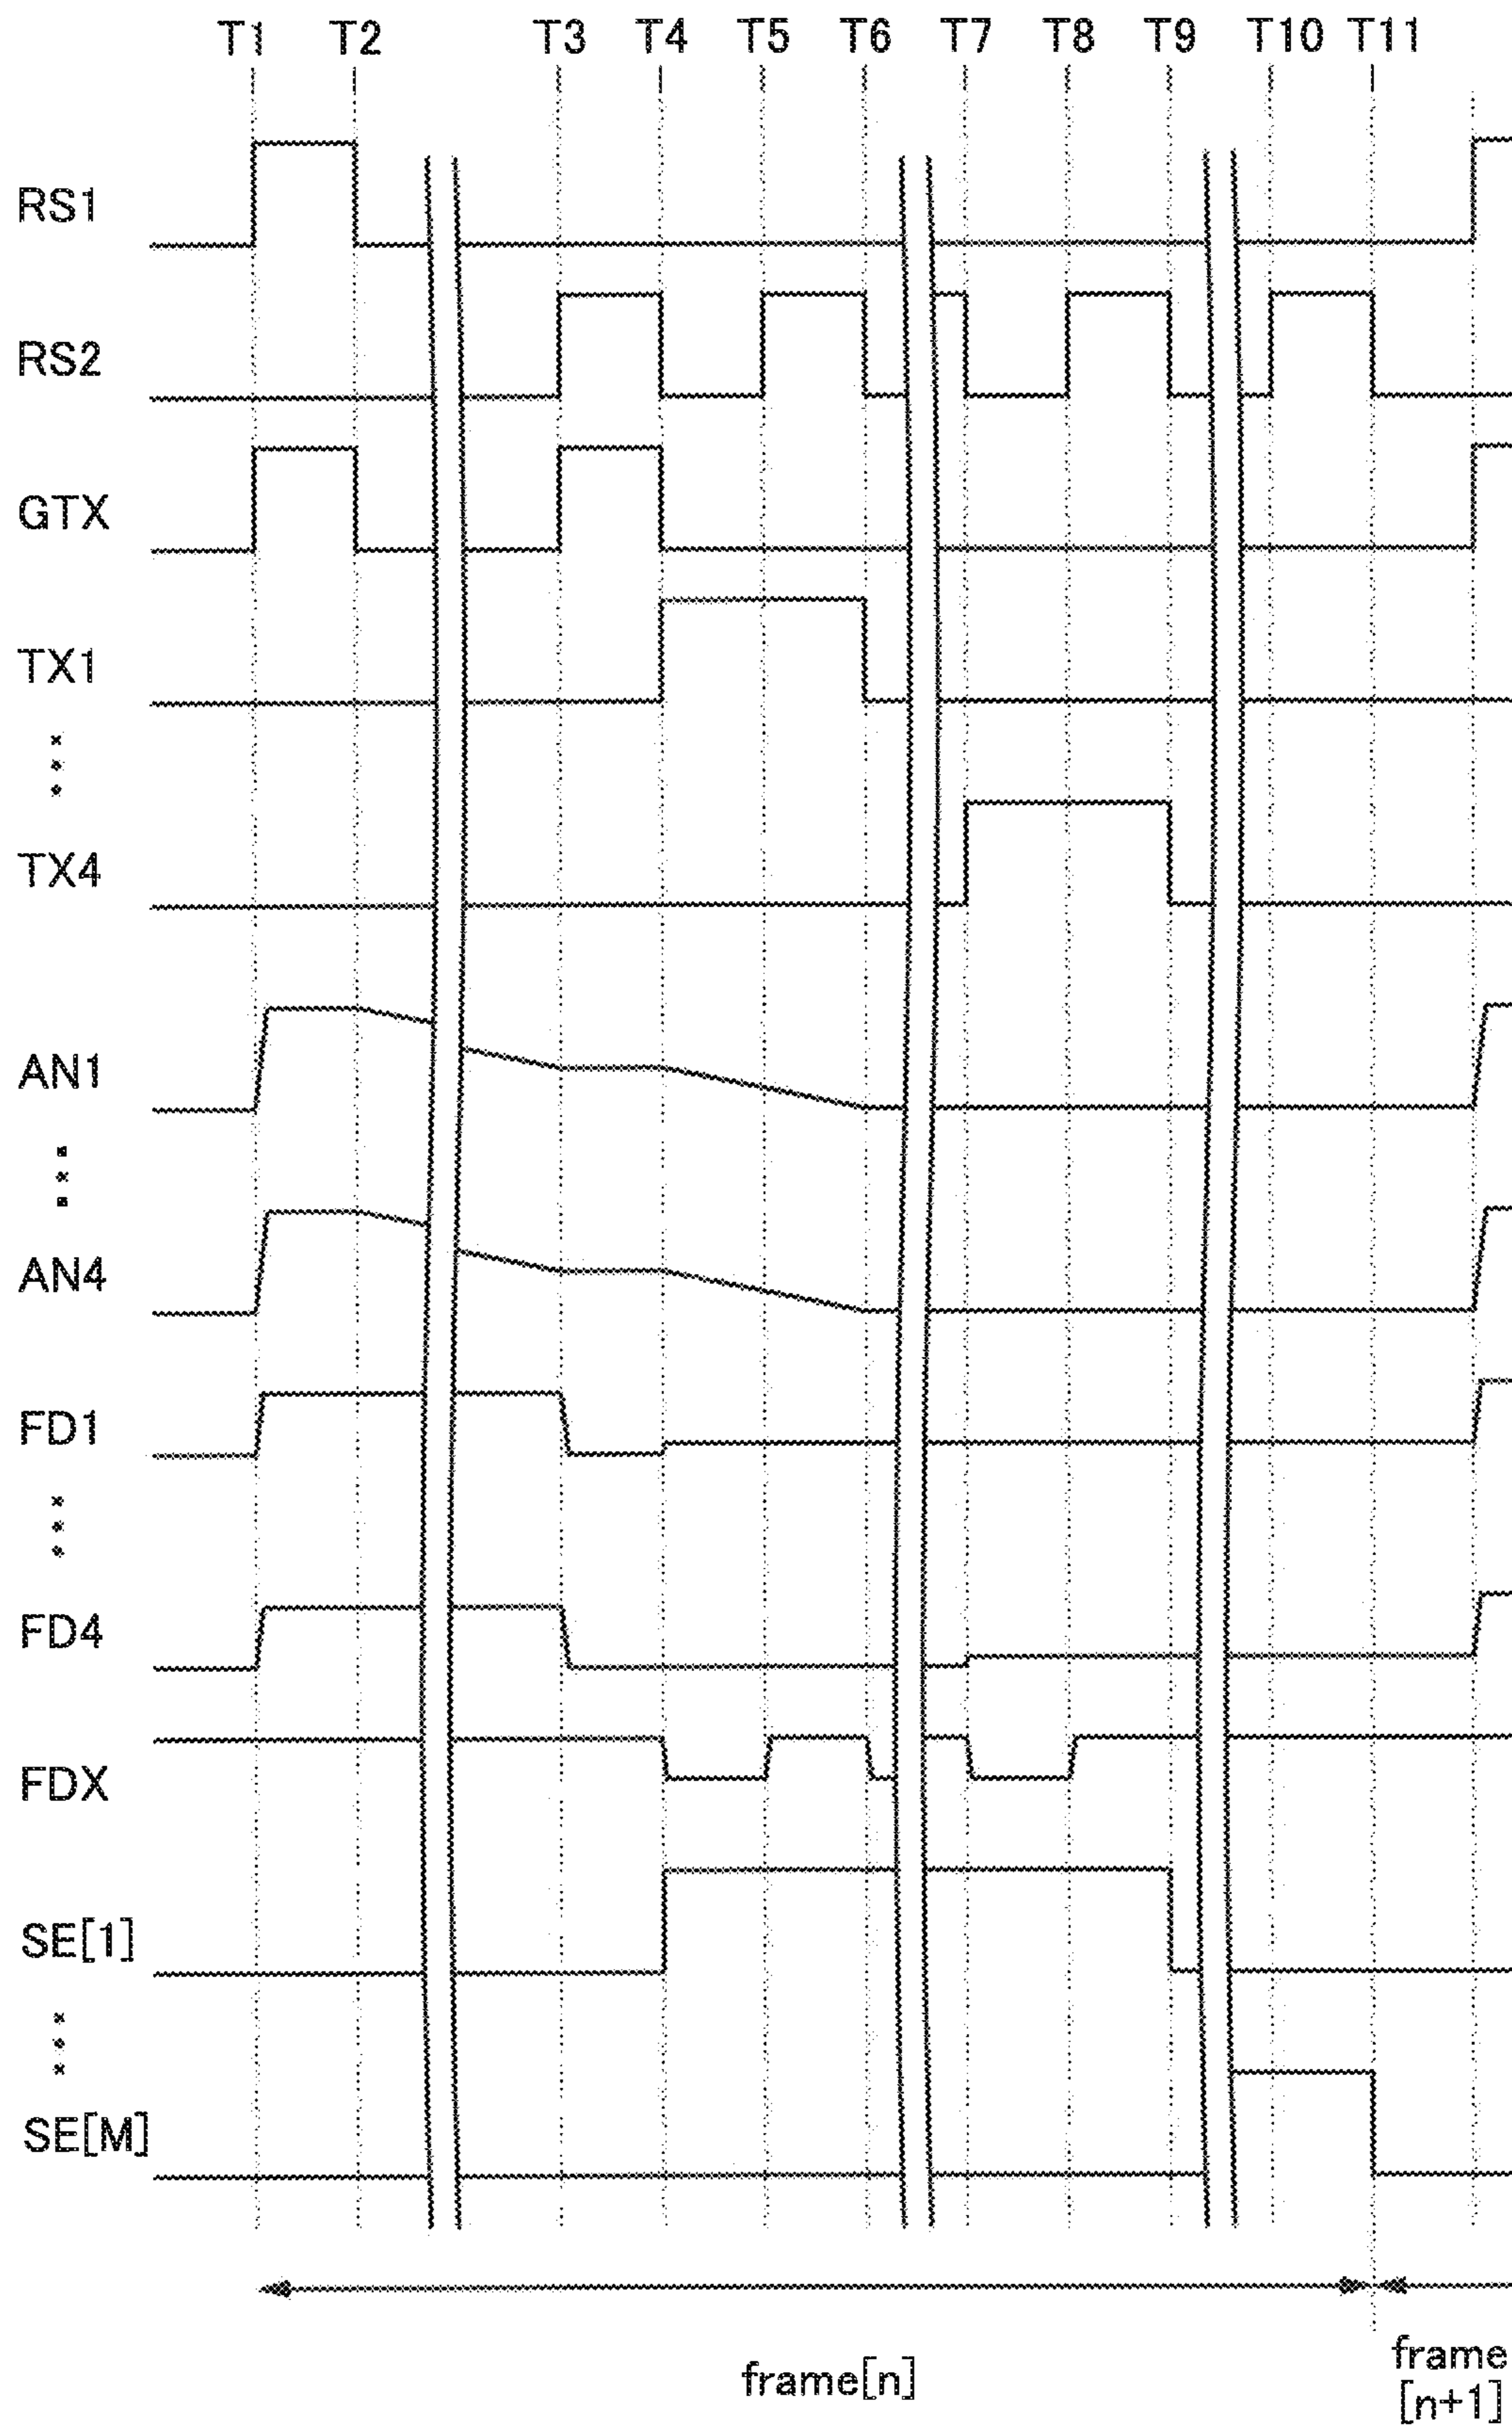 T1 T2 T3 T4 T5 T6 T7 T8 T9 T10 T11
RS1
RS2
GTX
TX1
TX4
AN1
AN4
FD1
FD4
FDX
SE[1]
SE[M]
frame[n]
frame
[n+1]